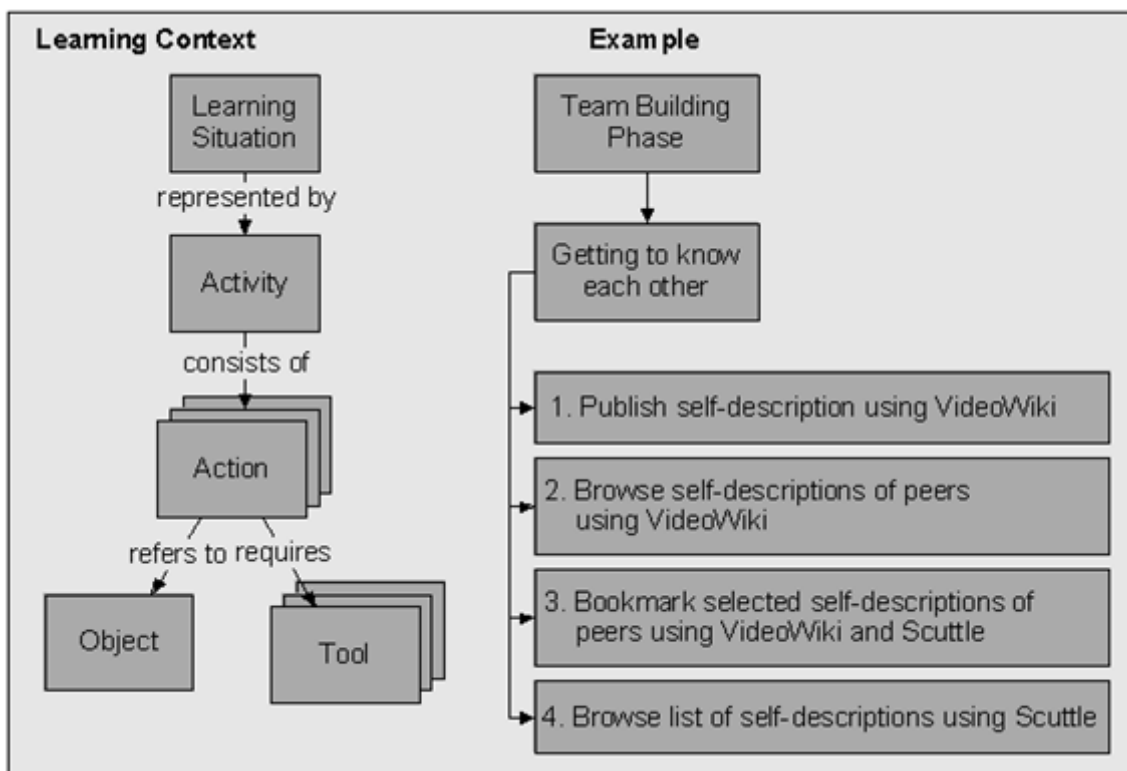 Learning Context
Learning
Situation
represented by
Activity
consists of
Action
refers to requires
Object
Tool
Example
Team Building
Phase
Getting to know
each other
1. Publish self-description using VideoWiki
2. Browse self-descriptions of peers
using VideoWiki
3. Bookmark selected self-descriptions of
peers using VideoWiki and Scuttle
4. Browse list of self-descriptions using Scuttle